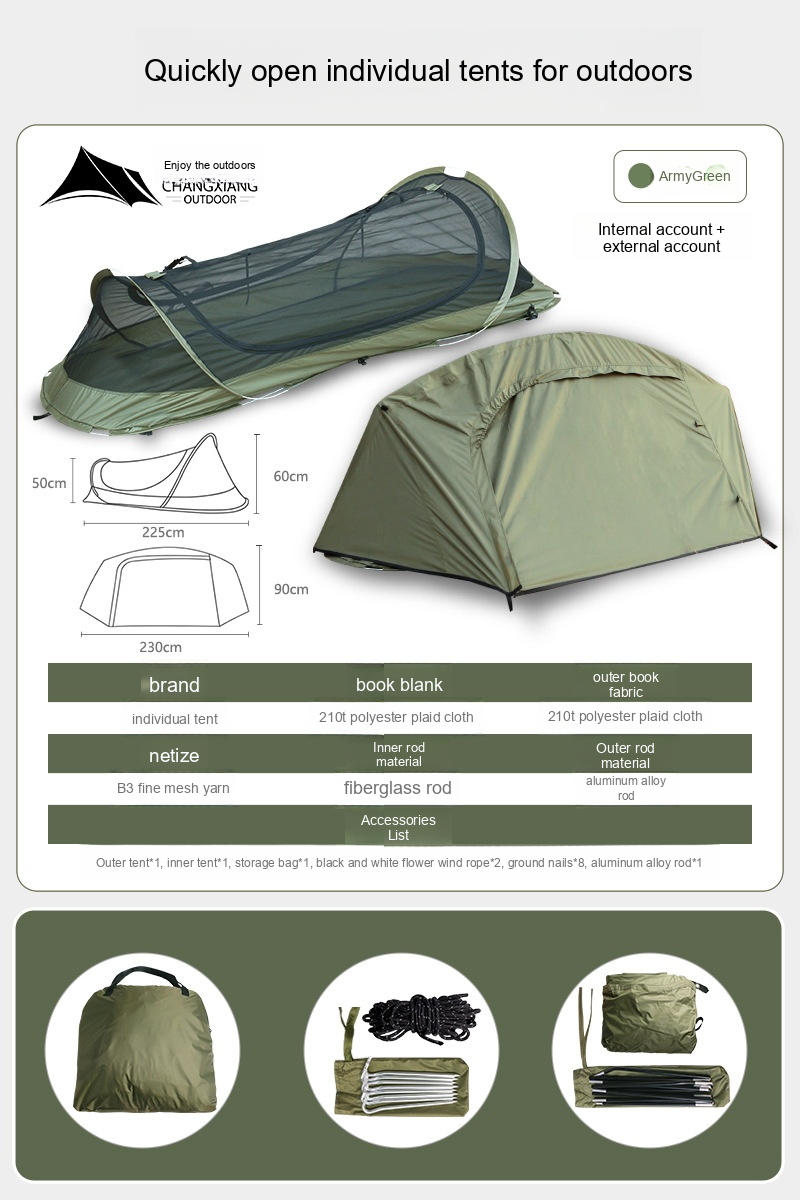 Quickly open individual tents for outdoors
Enjoy the outdoors
CHANGXIANG
OUTDOOR
ArmyGreen
Internal account +
external account
50cm
60cm
225cm
90cm
230cm
brand
book blank
outer book
fabric
individual tent
210t polyester plaid cloth
210t polyester plaid cloth
netize
Inner rod
material
Outer rod
material
B3 fine mesh yarn
fiberglass rod
aluminum alloy
rod
Accessories
List
Outer tent*1, inner tent*1, storage bag*1, black and white flower wind rope*2, ground nails*8, aluminum alloy rod*1